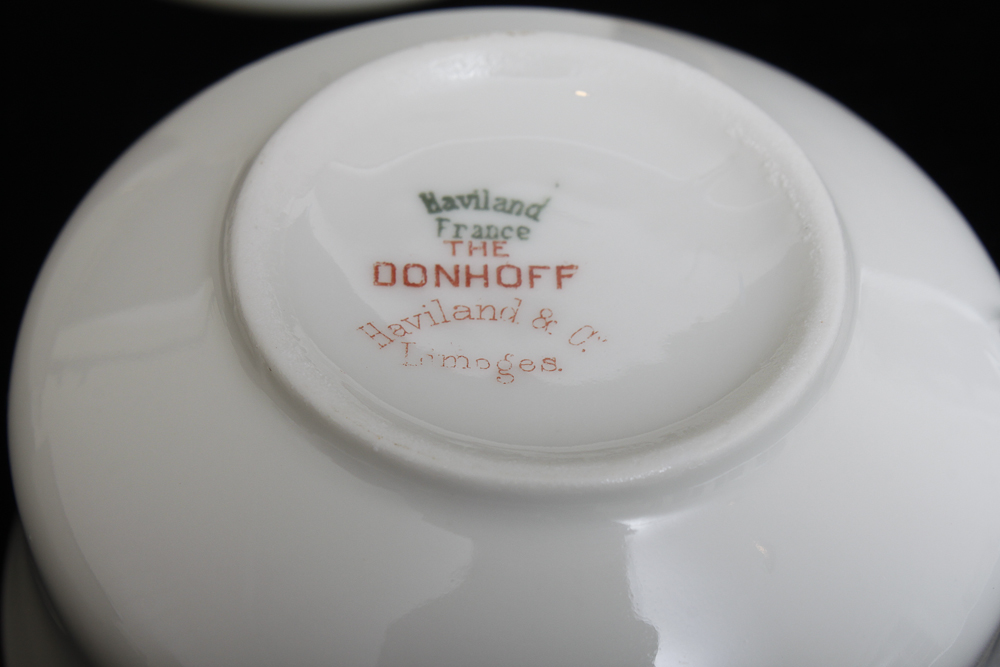 Haviland
France
THE
DONHOFF
Haviland & Co.
Limoges.